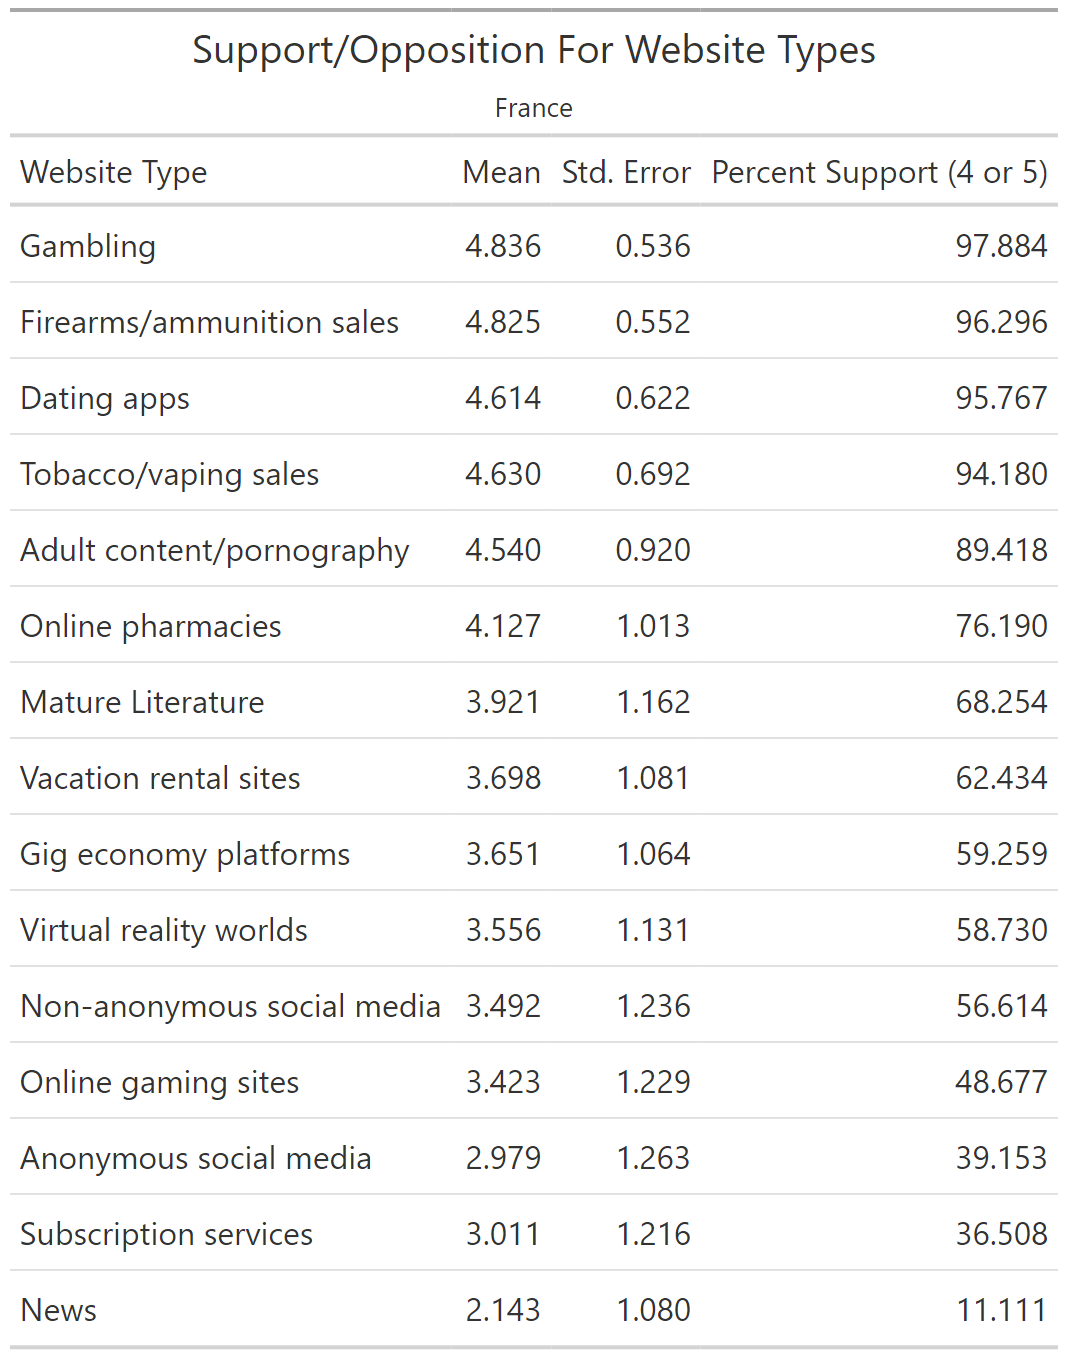 Support/Opposition For Website Types
France
Website Type Mean Std. Error Percent Support (4 or 5)
Gambling 4.836 0.536 97.884
Firearms/ammunition sales 4.825 0.552 96.296
Dating apps 4.614 0.622 95.767
Tobacco/vaping sales 4.630 0.692 94.180
Adult content/pornography 4.540 0.920 89.418
Online pharmacies 4.127 1.013 76.190
Mature Literature 3.921 1.162 68.254
Vacation rental sites 3.698 1.081 62.434
Gig economy platforms 3.651 1.064 59.259
Virtual reality worlds 3.556 1.131 58.730
Non-anonymous social media 3.492 1.236 56.614
Online gaming sites 3.423 1.229 48.677
Anonymous social media 2.979 1.263 39.153
Subscription services 3.011 1.216 36.508
News 2.143 1.080 11.111